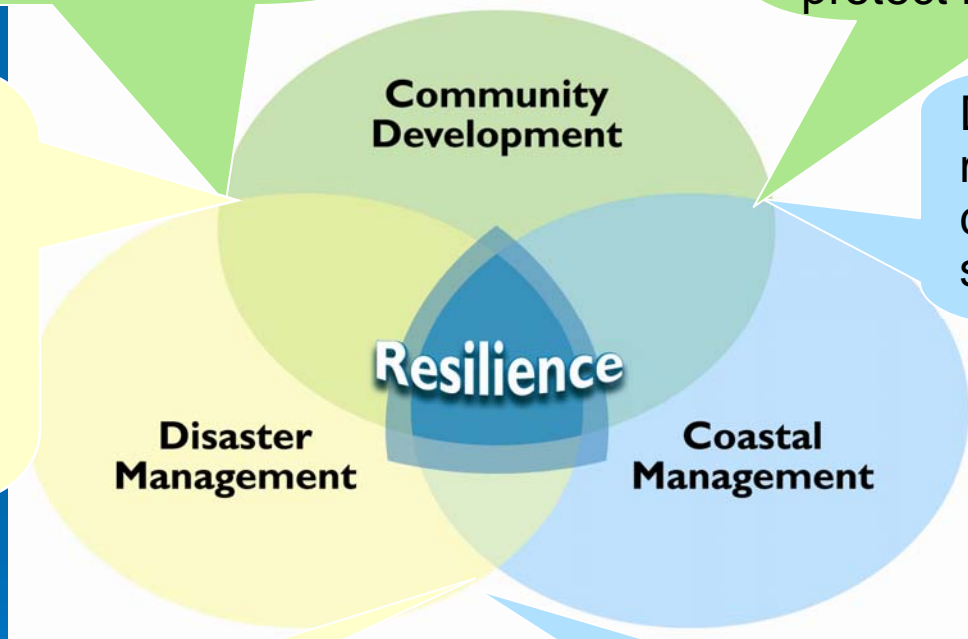 Community
Development
Resilience
Disaster
Management
Coastal
Management